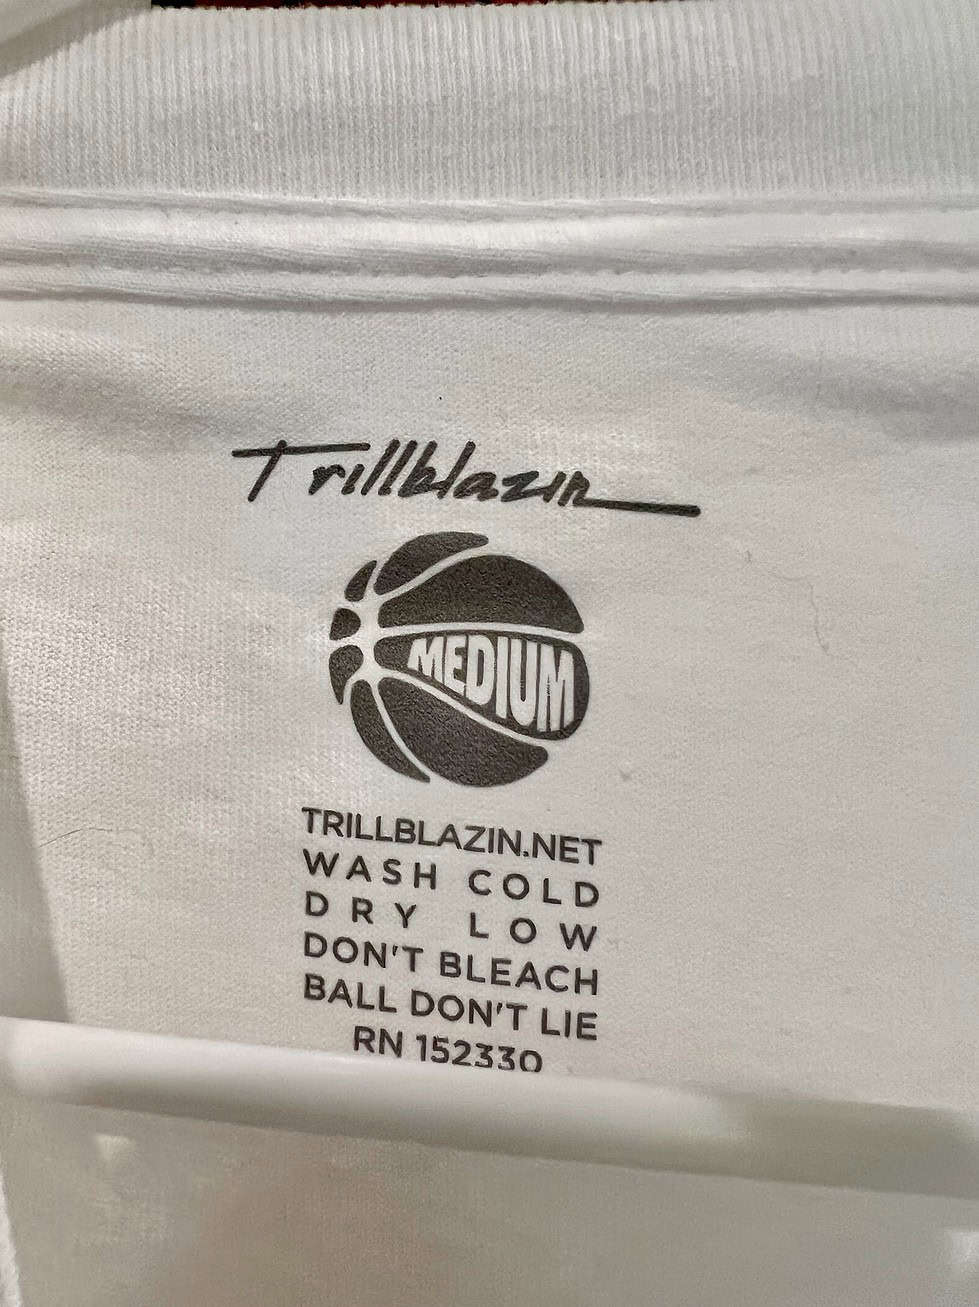 Trillblazin
MEDIUM
TRILLBLAZIN.NET
WASH COLD
DRY LOW
DON'T BLEACH
BALL DON'T LIE
RN 152330